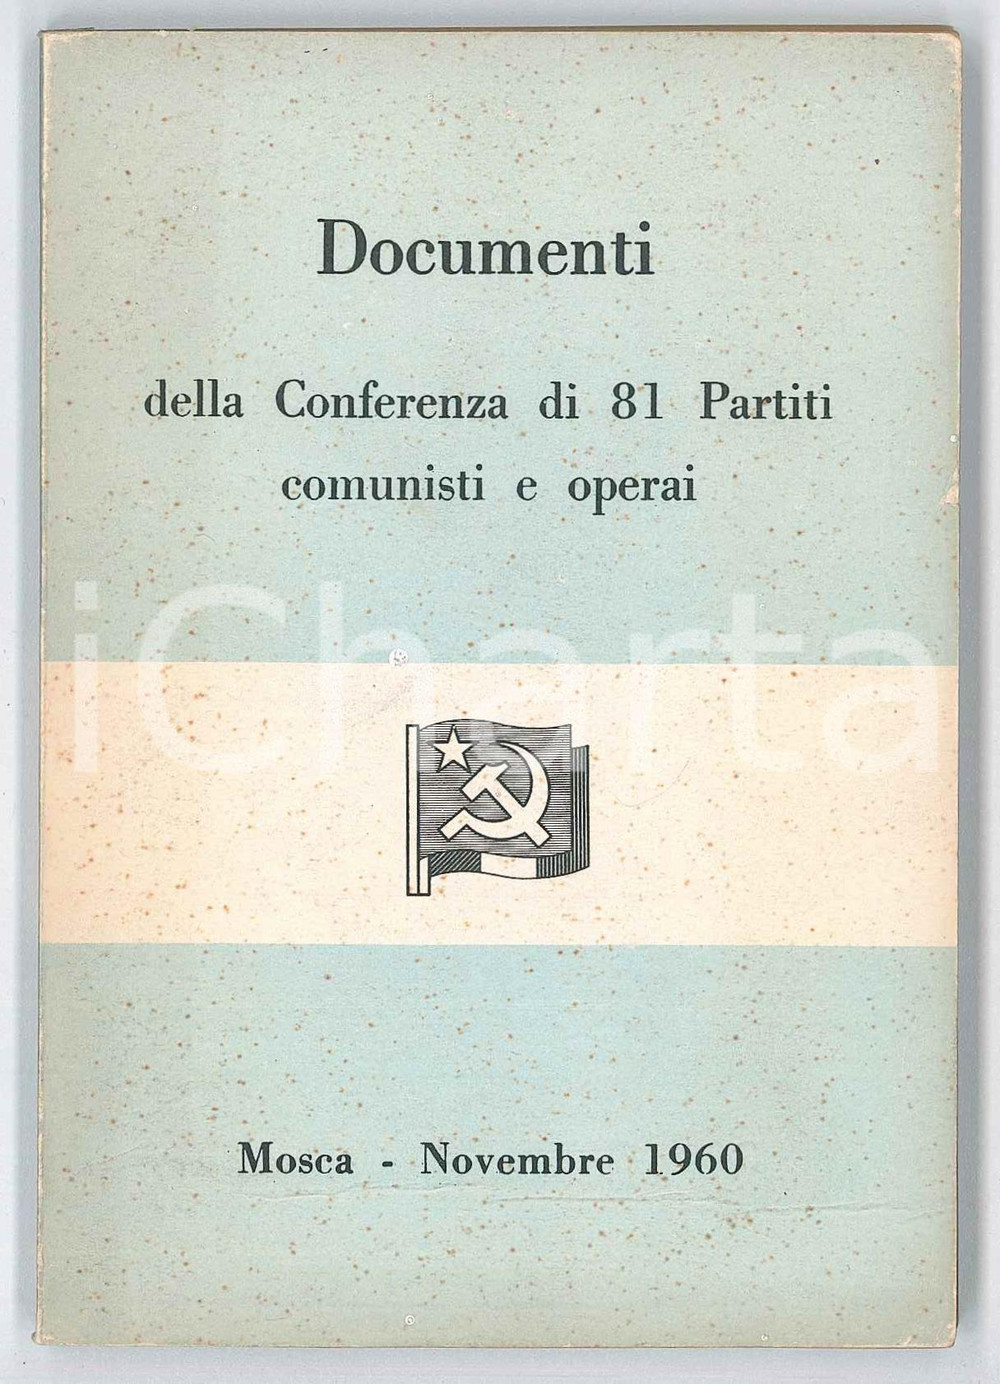 Documenti
della Conferenza di 81 Partiti
comunisti e operai
iCharta
Mosca - Novembre 1960